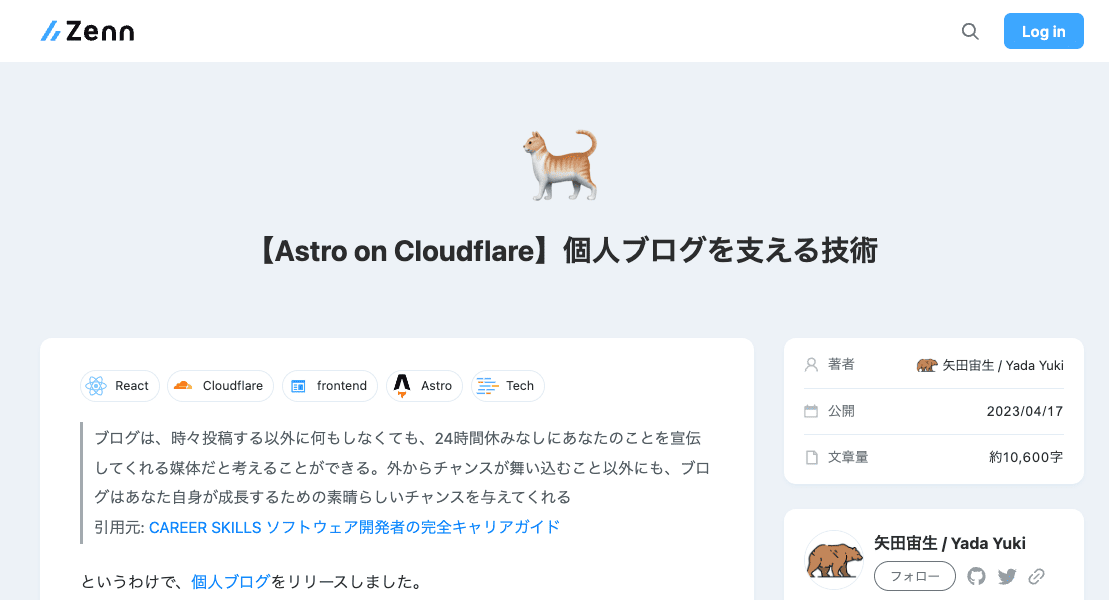 Zenn
Log in
【Astro on Cloudflare】個人ブログを支える技術
React Cloudflare frontend Astro Tech
ブログは、時々投稿する以外に何もしなくても、24時間休みなしにあなたのことを宣伝
してくれる媒体だと考えることができる。外からチャンスが舞い込むこと以外にも、ブロ
グはあなた自身が成長するための素晴らしいチャンスを与えてくれる
引用元: CAREER SKILLS ソフトウェア開発者の完全キャリアガイド
というわけで、個人ブログをリリースしました。
著者 矢田宙生 / Yada Yuki
公開 2023/04/17
文章量 約10,600字
矢田宙生 / Yada Yuki
フォロー